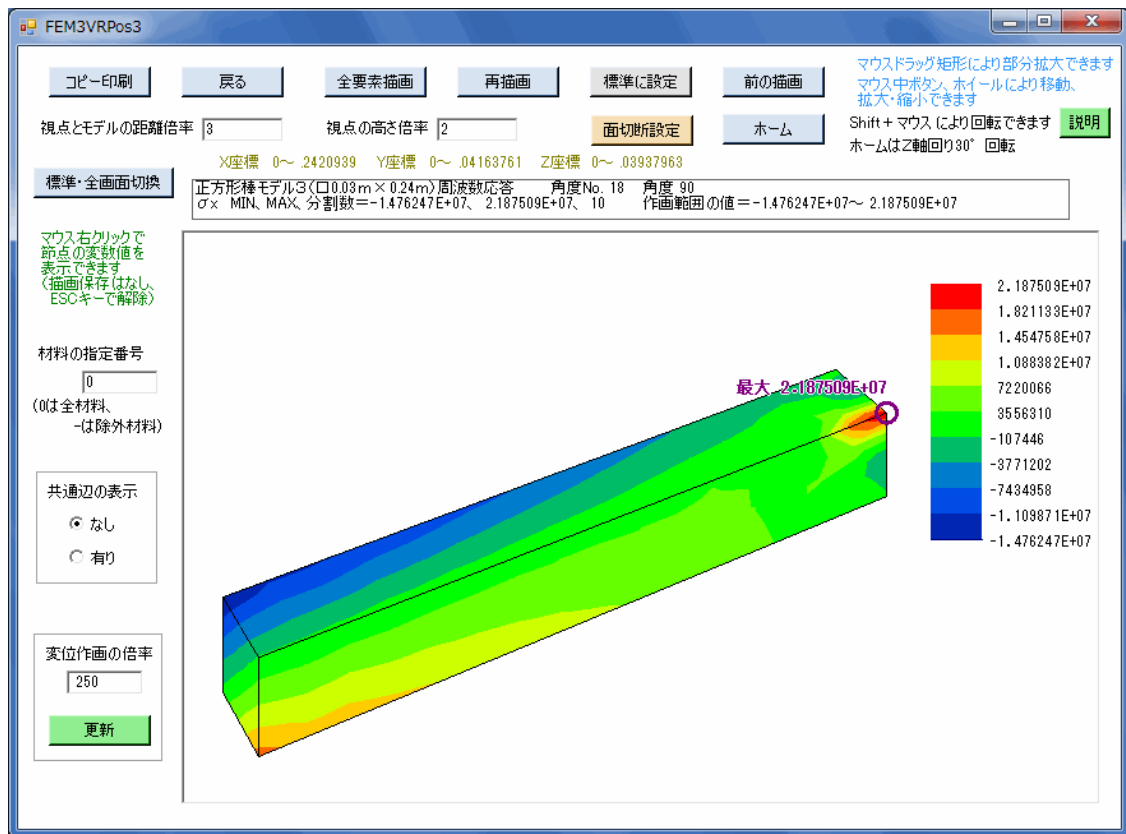 FEM3VRPos3
コピー印刷
戻る
全要素描画
再描画
標準に設定
前の描画
マウスドラッグ矩形により部分拡大できます
マウス中ボタン、ホイールにより移動、
拡大・縮小できます
視点とモデルの距離倍率 3
視点の高さ倍率 2
面切断設定
ホーム
Shift+マウス により回転できます
説明
ホームはZ軸回り30° 回転
X座標 0～ .2420939 Y座標 0～ .04163761 Z座標 0～ .03937963
標準・全画面切換
正方形棒モデル3(口0.03m×0.24m)周波数応答 角度No. 18 角度 90
σx MIN、MAX、分割数=-1.476247E+07、 2.187509E+07、 10 作画範囲の値=-1.476247E+07～ 2.187509E+07
マウス右クリックで
節点の変数値を
表示できます
(描画保存はなし、
ESCキーで解除)
材料の指定番号
0
(0は全材料、
-は除外材料)
共通辺の表示
なし
有り
変位作画の倍率
250
更新
最大 2.187509E+07
2.187509E+07
1.821133E+07
1.454758E+07
1.088382E+07
7220066
3556310
-107446
-3771202
-7434958
-1.109871E+07
-1.476247E+07